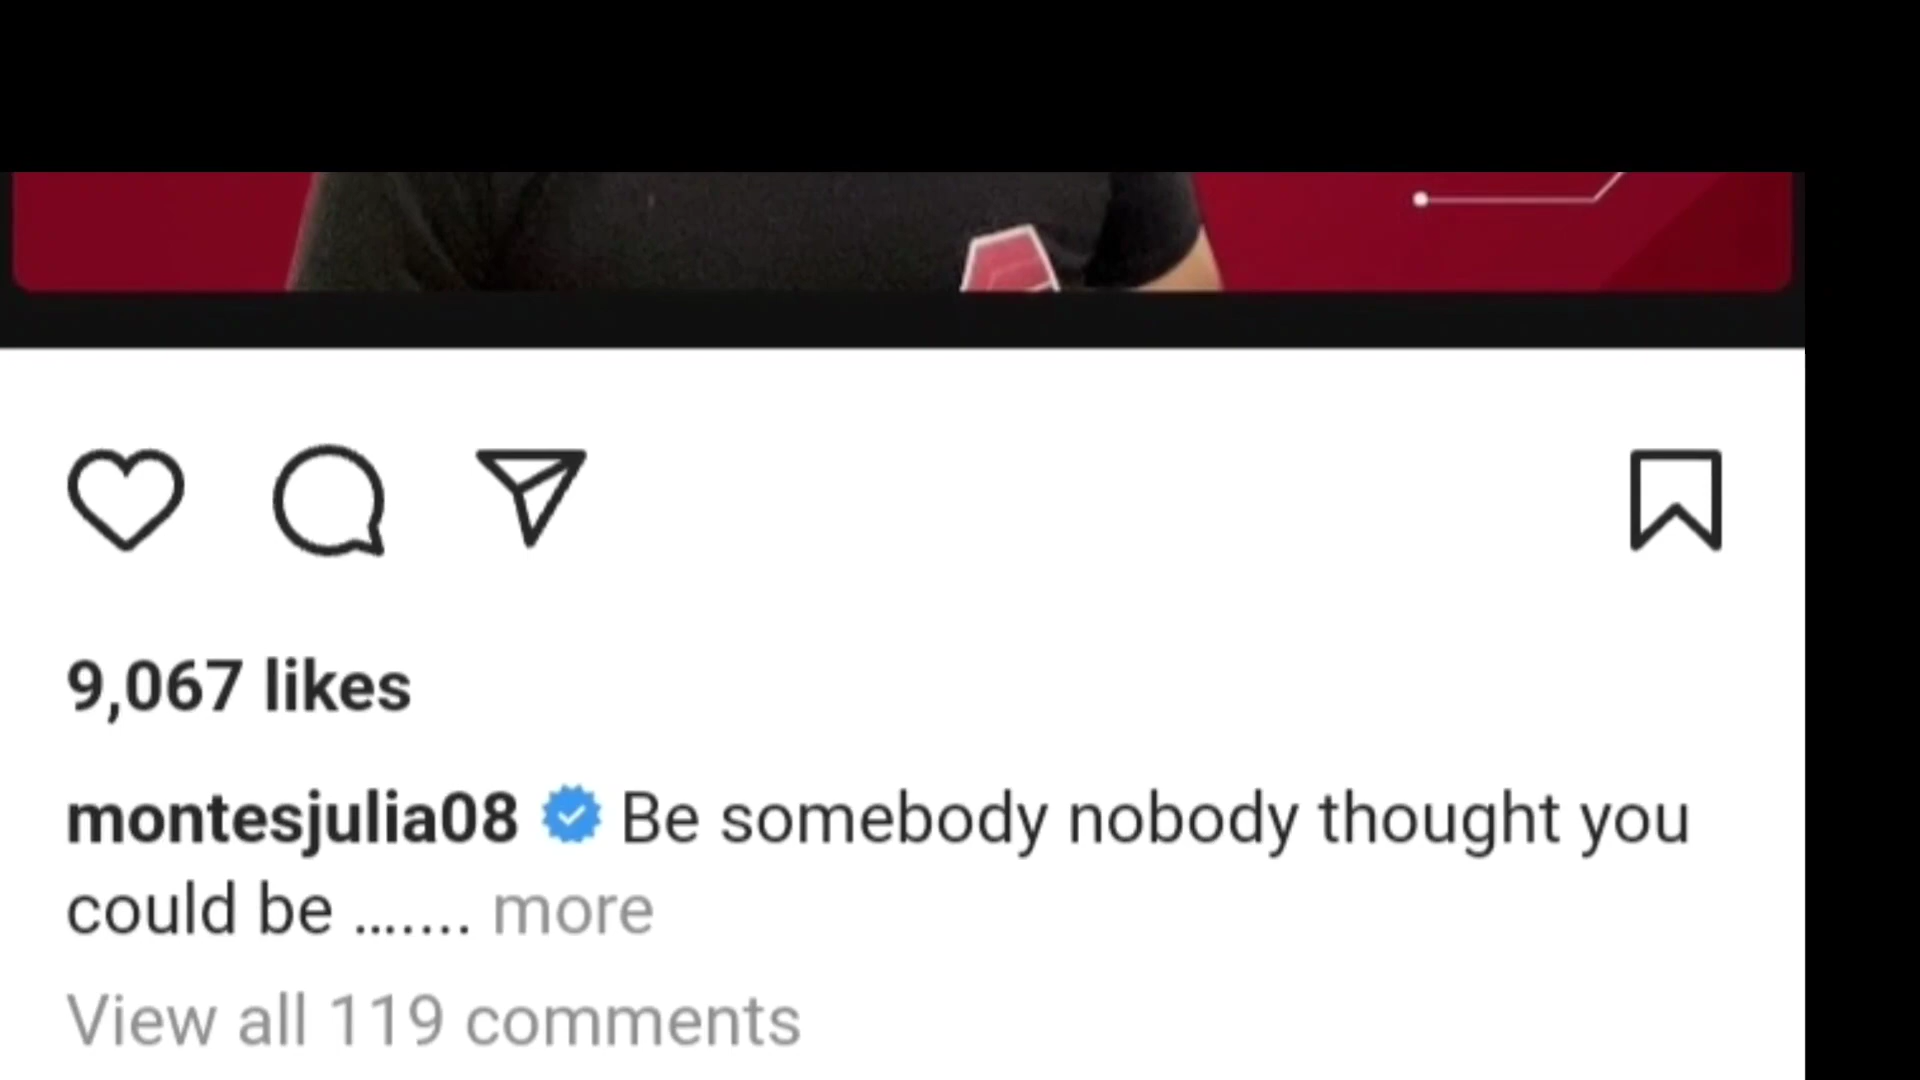 9,067 likes
montesjulia08 Be somebody nobody thought you
could be ........ more
View all 119 comments